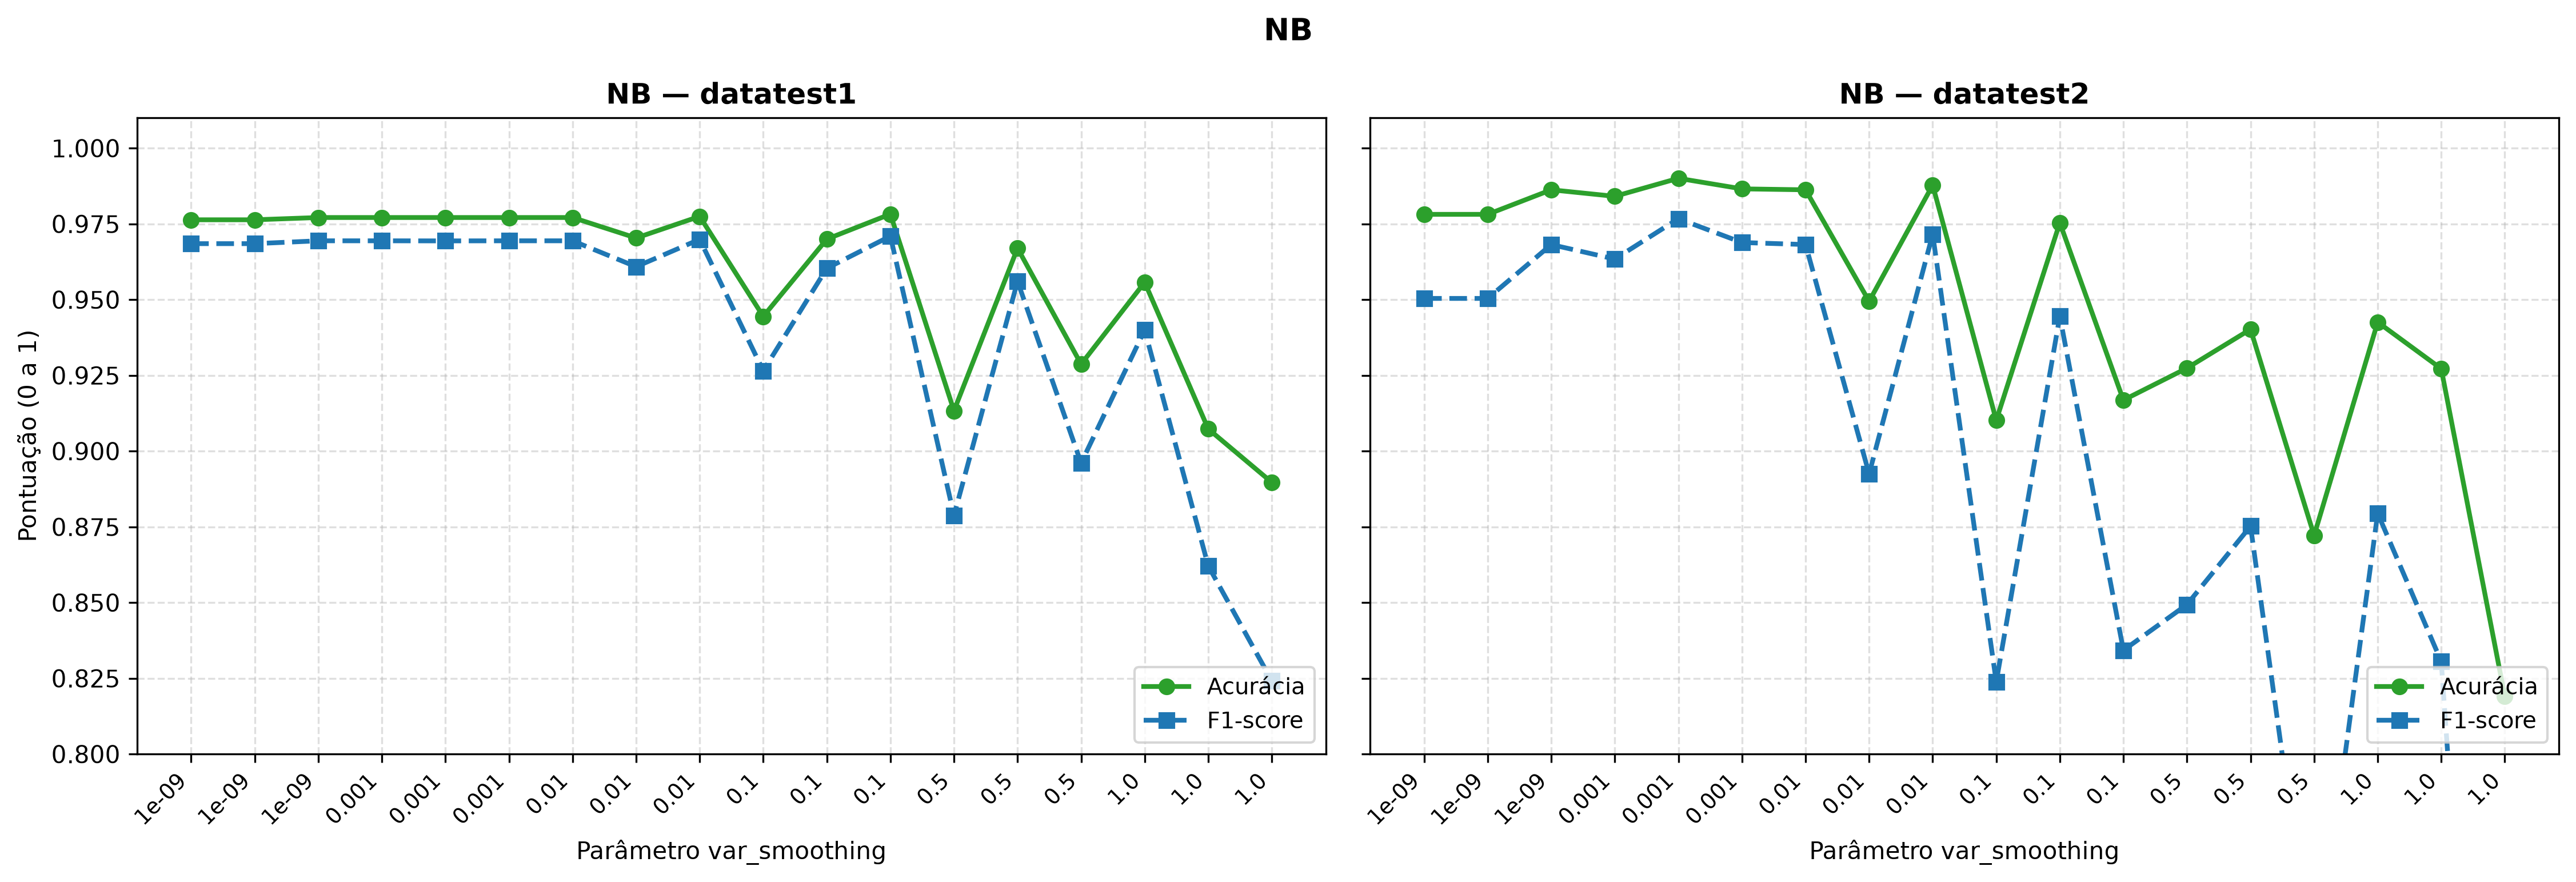 NB
NB — datatest1
1.000
0.975
0.950
0.925
0.900
0.875
0.850
0.825
0.800
Pontuação (0 a 1)
Acurácia
F1-score
1e-09 1e-09 1e-09 0.001 0.001 0.001 0.01 0.01 0.01 0.1 0.1 0.1 0.5 0.5 0.5 1.0 1.0 1.0
Parâmetro var_smoothing
NB — datatest2
Acurácia
F1-score
1e-09 1e-09 1e-09 0.001 0.001 0.001 0.01 0.01 0.01 0.1 0.1 0.1 0.5 0.5 0.5 1.0 1.0 1.0
Parâmetro var_smoothing